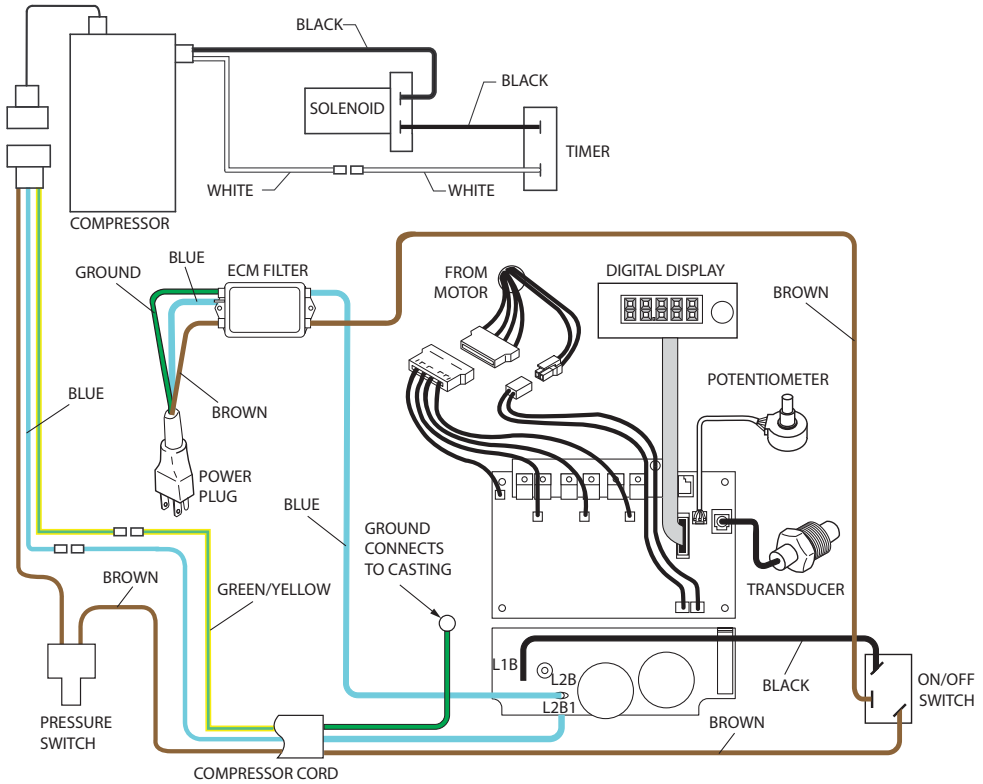 BLACK
BLACK
SOLENOID
TIMER
WHITE
WHITE
COMPRESSOR
BLUE
GROUND
ECM FILTER
FROM
MOTOR
DIGITAL DISPLAY
BROWN
POTENTIOMETER
BLUE
BROWN
POWER
PLUG
BLUE
GROUND
CONNECTS
TO CASTING
BROWN
GREEN/YELLOW
TRANSDUCER
L1B
L2B
L2B1
BLACK
ON/OFF
SWITCH
PRESSURE
SWITCH
BROWN
COMPRESSOR CORD